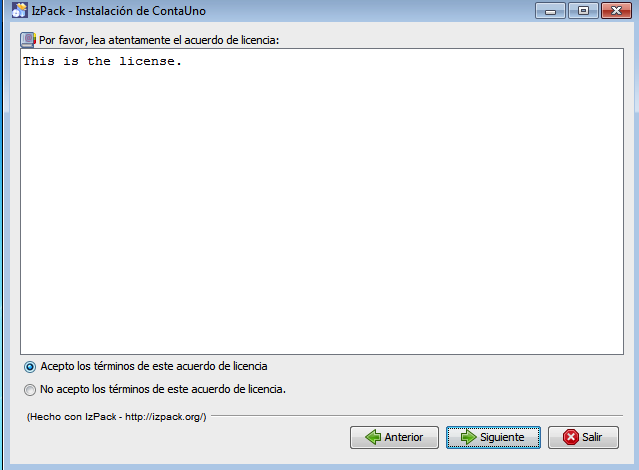 IzPack - Instalación de ContaUno
Por favor, lea atentamente el acuerdo de licencia:
This is the license.
Acepto los términos de este acuerdo de licencia
No acepto los términos de este acuerdo de licencia.
(Hecho con IzPack - http://izpack.org/)
Anterior Siguiente Salir